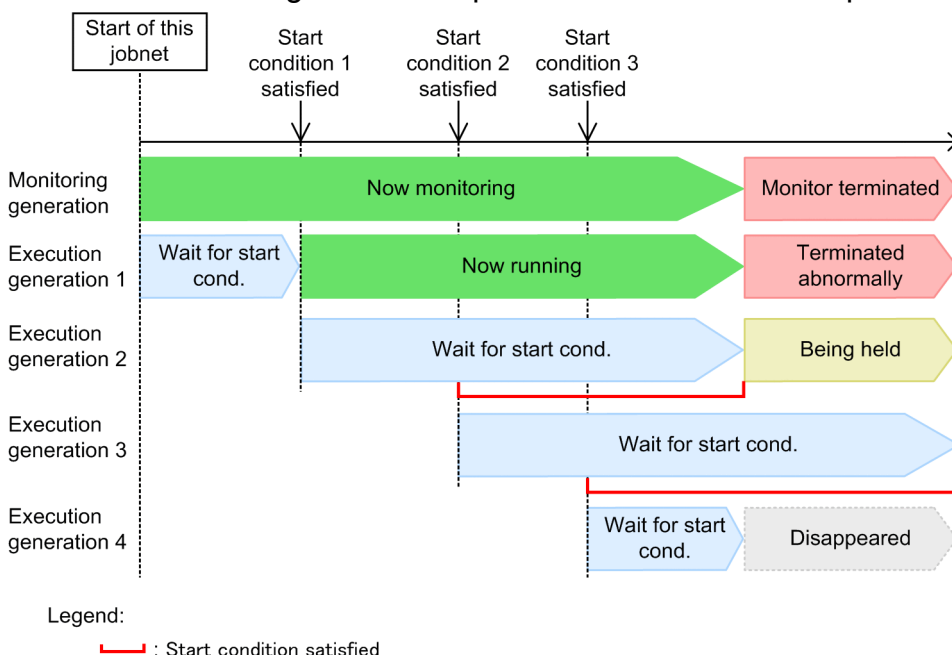 Start of this
jobnet
Start
condition 1
satisfied
Start
condition 2
satisfied
Start
condition 3
satisfied
Monitoring
generation
Now monitoring
Monitor terminated
Execution
generation 1
Wait for start
cond.
Now running
Terminated
abnormally
Execution
generation 2
Wait for start cond.
Being held
Execution
generation 3
Wait for start cond.
Execution
generation 4
Wait for start
cond.
Disappeared
Legend:
: Start condition satisfied